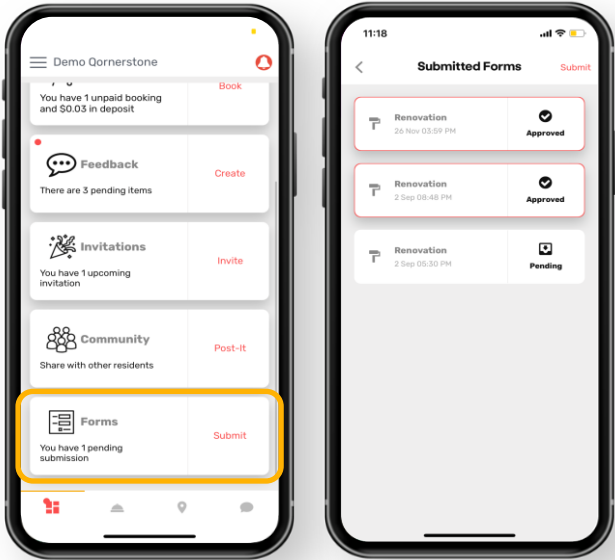 Demo Qornerstone
You have 1 unpaid booking
and $0.03 in deposit
Book
Feedback
There are 3 pending items
Create
Invitations
You have 1 upcoming
invitation
Invite
Community
Share with other residents
Post-It
Forms
You have 1 pending
submission
Submit
11:18
Submitted Forms
Submit
Renovation
26 Nov 03:59 PM
Approved
Renovation
2 Sep 08:48 PM
Approved
Renovation
2 Sep 05:30 PM
Pending